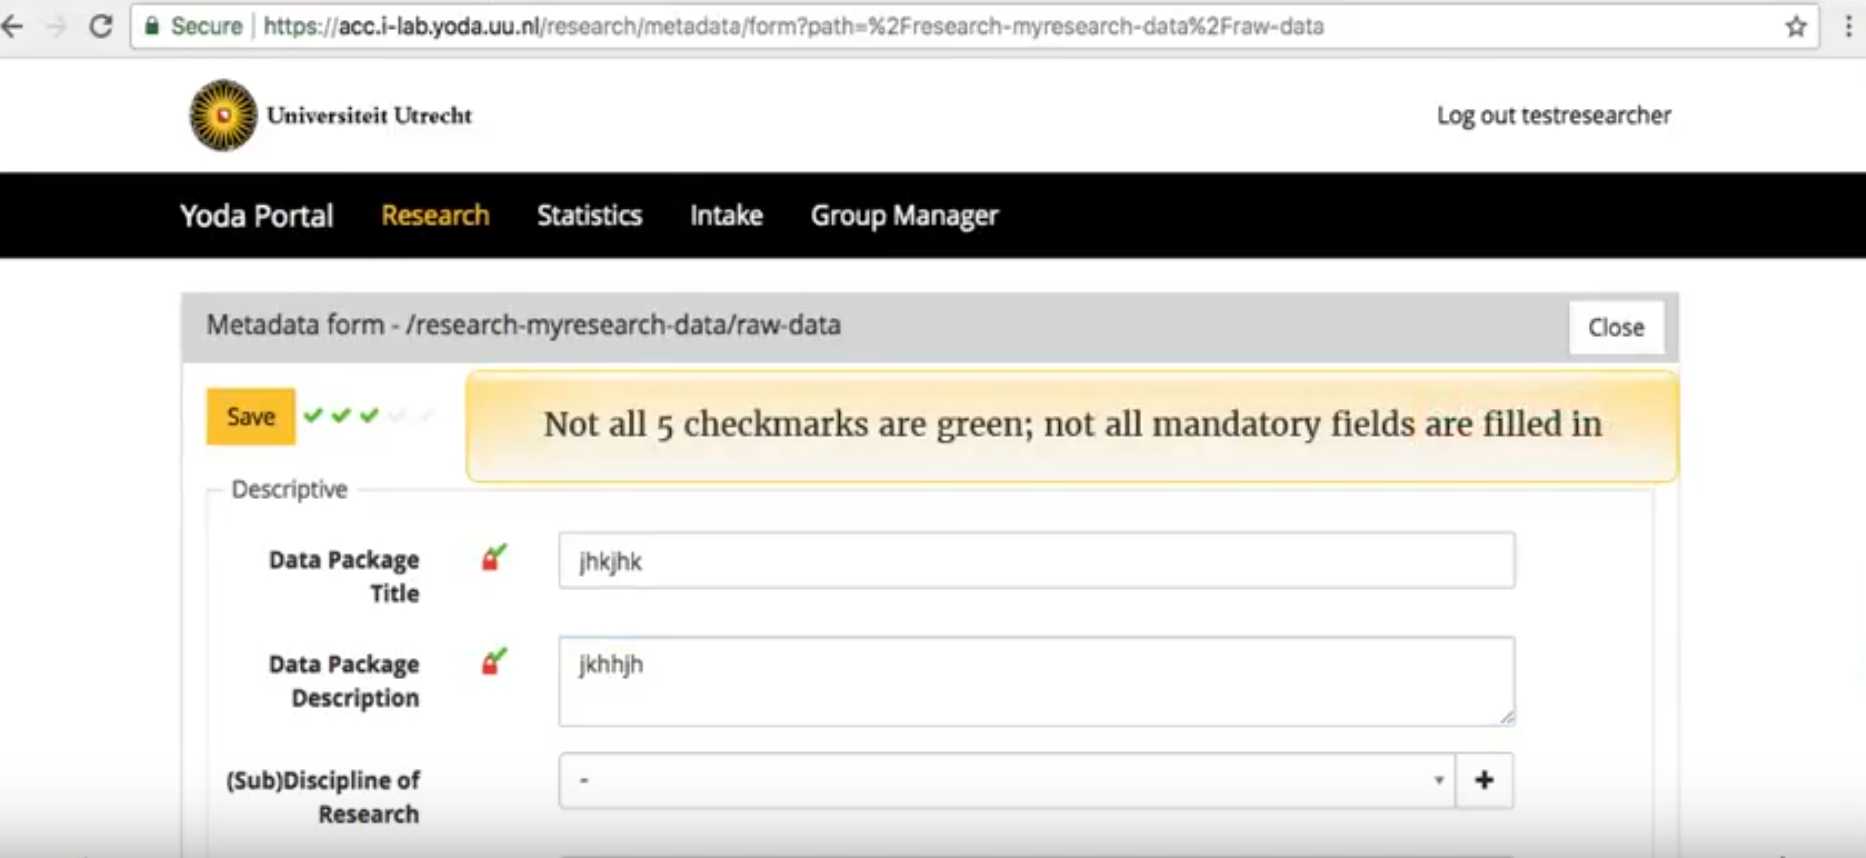 Secure | https://acc.i-lab.yoda.uu.nl/research/metadata/form?path=%2Fresearch-myresearch-data%2Fraw-data
Universiteit Utrecht
Log out testresearcher
Yoda Portal Research Statistics Intake Group Manager
Metadata form - /research-myresearch-data/raw-data
Close
Save
Not all 5 checkmarks are green; not all mandatory fields are filled in
Descriptive
Data Package
Title
jhkjhk
Data Package
Description
jkhhjh
(Sub)Discipline of
Research
-